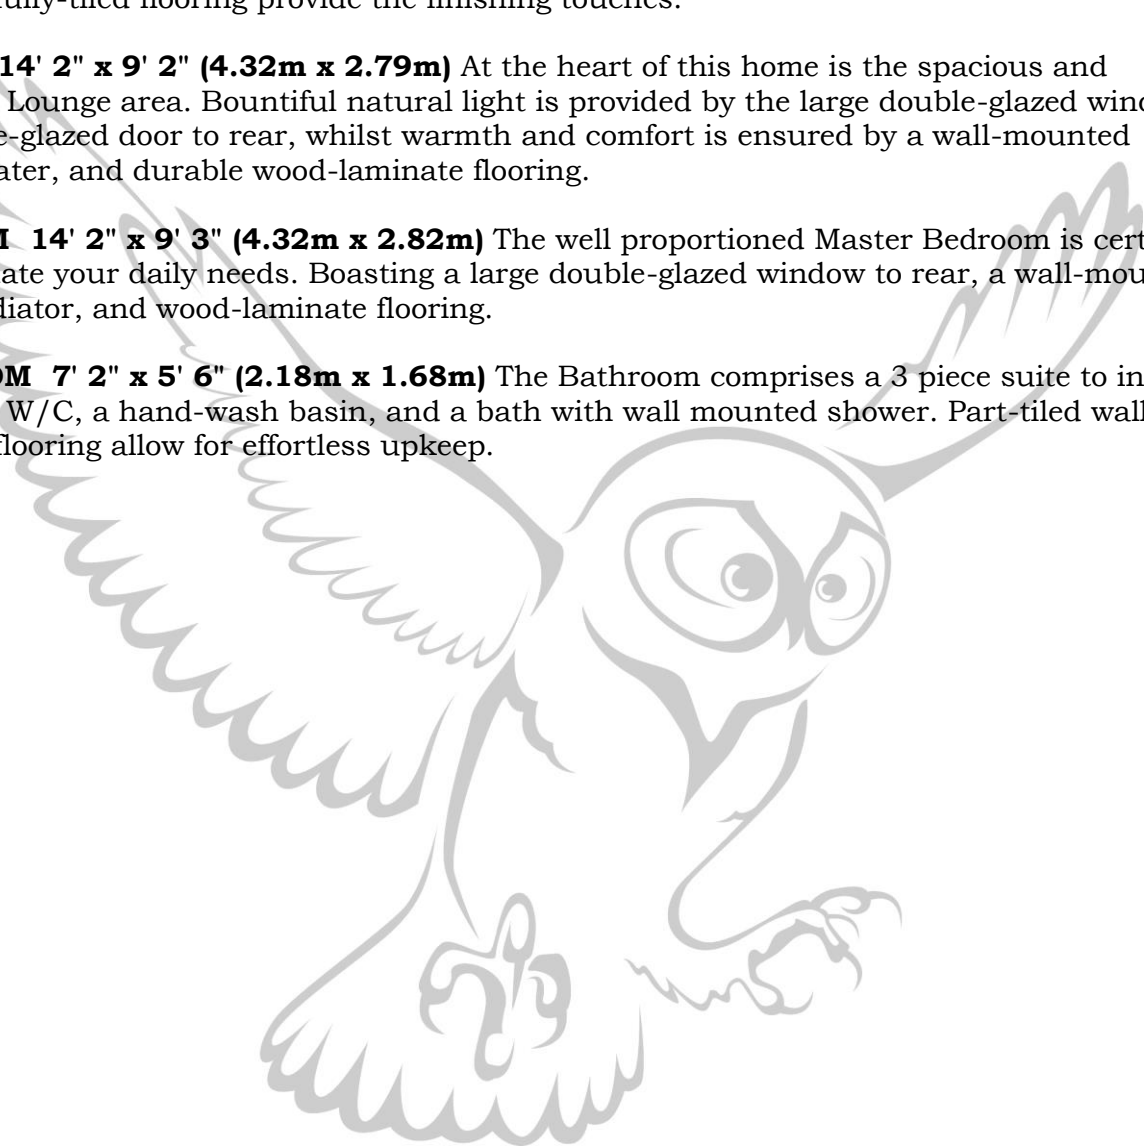 fully-tiled flooring provide the finishing touches.
14' 2" x 9' 2" (4.32m x 2.79m) At the heart of this home is the spacious and
Lounge area. Bountiful natural light is provided by the large double-glazed wind
e-glazed door to rear, whilst warmth and comfort is ensured by a wall-mounted
ater, and durable wood-laminate flooring.
M 14' 2" x 9' 3" (4.32m x 2.82m) The well proportioned Master Bedroom is cert
ate your daily needs. Boasting a large double-glazed window to rear, a wall-mou
diator, and wood-laminate flooring.
OM 7' 2" x 5' 6" (2.18m x 1.68m) The Bathroom comprises a 3 piece suite to in
W/C, a hand-wash basin, and a bath with wall mounted shower. Part-tiled wall
flooring allow for effortless upkeep.